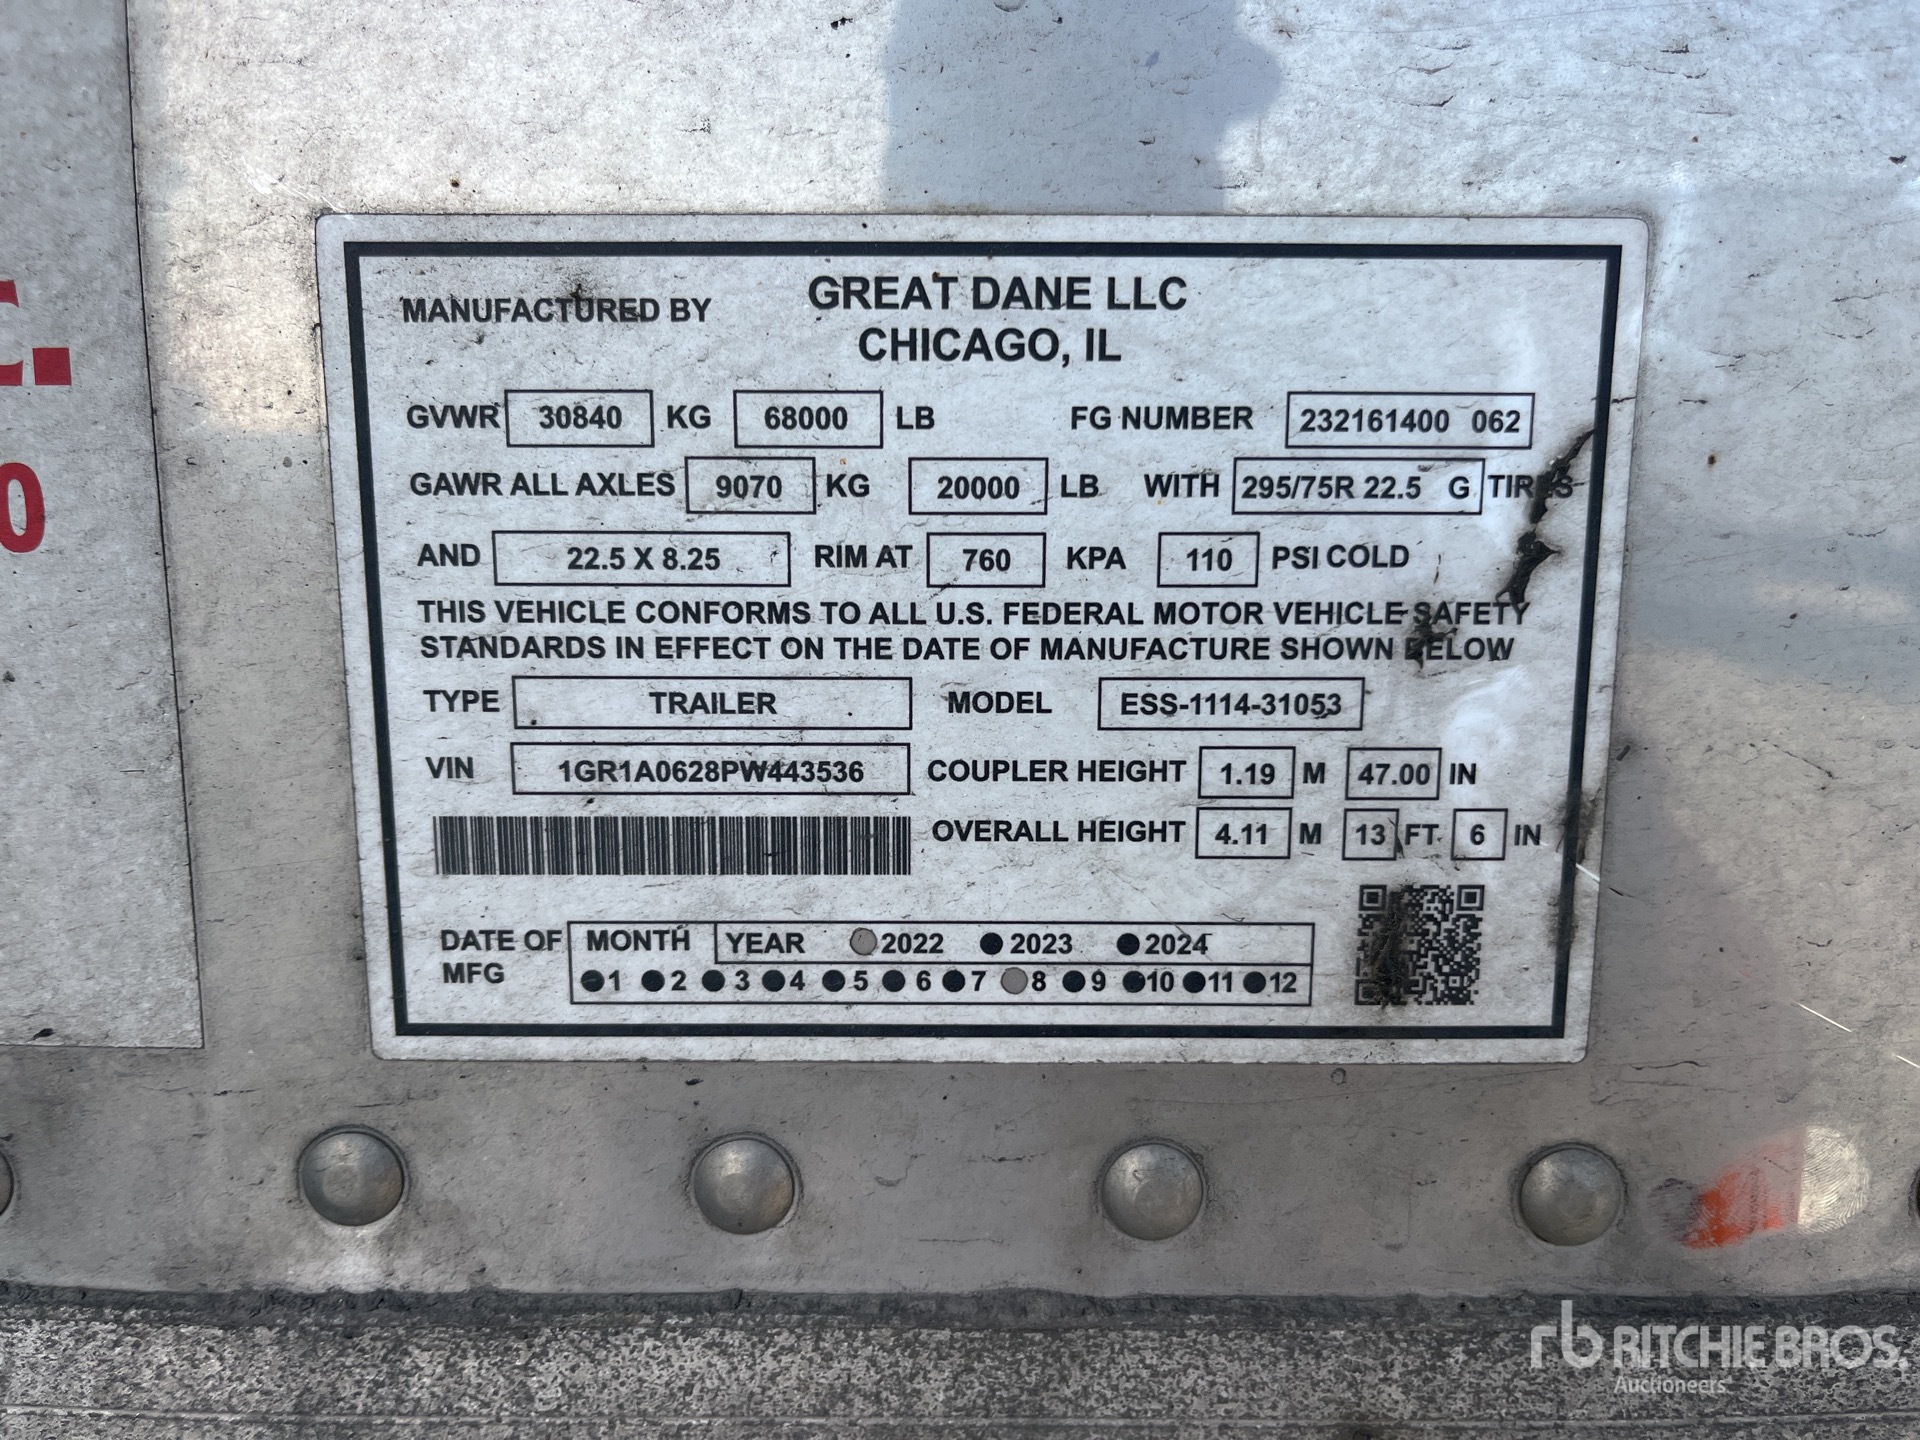 MANUFACTURED BY GREAT DANE LLC
CHICAGO, IL
GVWR 30840 KG 68000 LB FG NUMBER 232161400 062
GAWR ALL AXLES 9070 KG 20000 LB WITH 295/75R 22.5 G TIRES
AND 22.5 X 8.25 RIM AT 760 KPA 110 PSI COLD
THIS VEHICLE CONFORMS TO ALL U.S. FEDERAL MOTOR VEHICLE SAFETY
STANDARDS IN EFFECT ON THE DATE OF MANUFACTURE SHOWN BELOW
TYPE TRAILER MODEL ESS-1114-31053
VIN 1GR1A0628PW443536 COUPLER HEIGHT 1.19 M 47.00 IN
OVERALL HEIGHT 4.11 M 13 FT. 6 IN
DATE OF MFG MONTH YEAR 2022 2023 2024
1 2 3 4 5 6 7 8 9 10 11 12
0
rb RITCHIE BROS.
Auctioneers